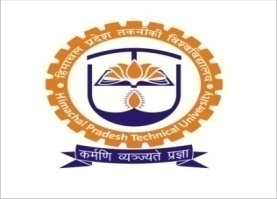 हिमाचल प्रदेश तकनीकी विश्वविद्यालय
Himachal Pradesh Technical University
कर्मणि व्यज्यते प्रज्ञा